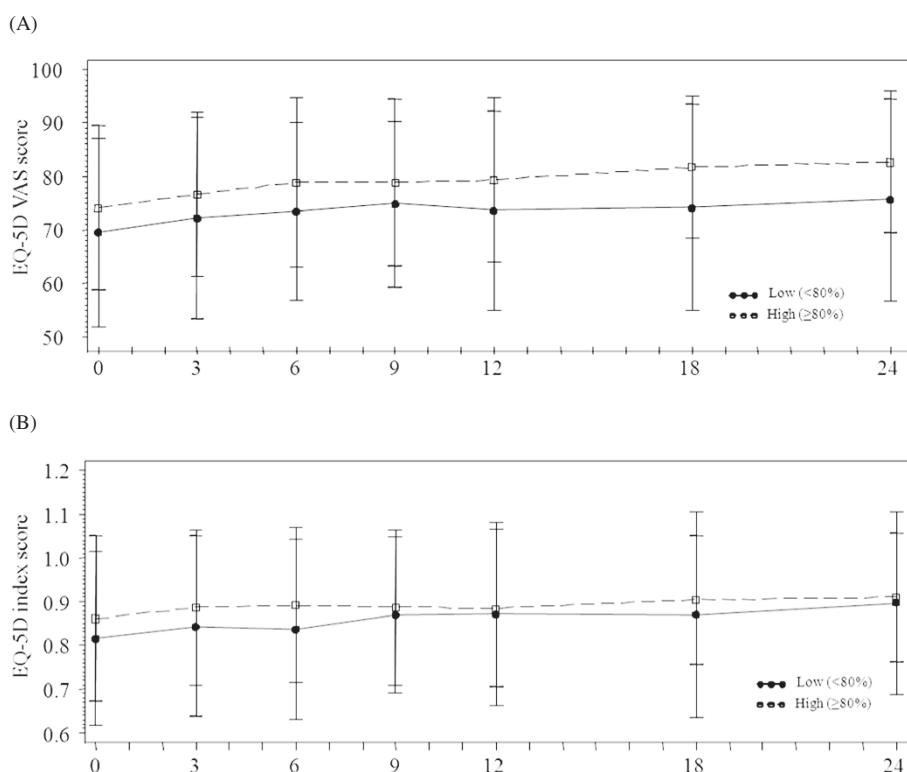 (A)
EQ-5D VAS score
100
90
80
70
60
50
Low (<80%)
High (≥80%)
0 3 6 9 12 18 24
(B)
EQ-5D index score
1.2
1.1
1.0
0.9
0.8
0.7
0.6
Low (<80%)
High (≥80%)
0 3 6 9 12 18 24